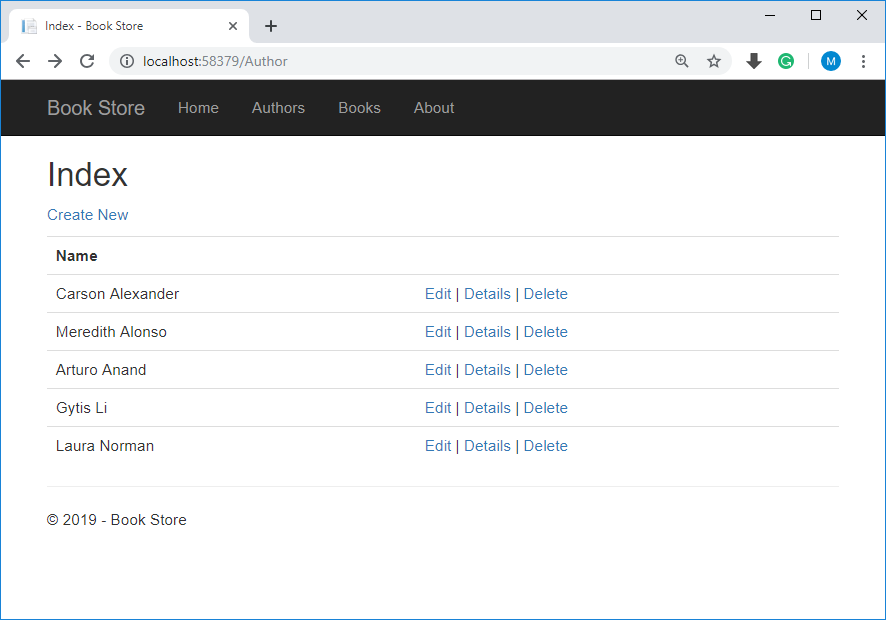 Index - Book Store
localhost:58379/Author
M
Book Store Home Authors Books About
Index
Create New
Name
Carson Alexander Edit | Details | Delete
Meredith Alonso Edit | Details | Delete
Arturo Anand Edit | Details | Delete
Gytis Li Edit | Details | Delete
Laura Norman Edit | Details | Delete
© 2019 - Book Store